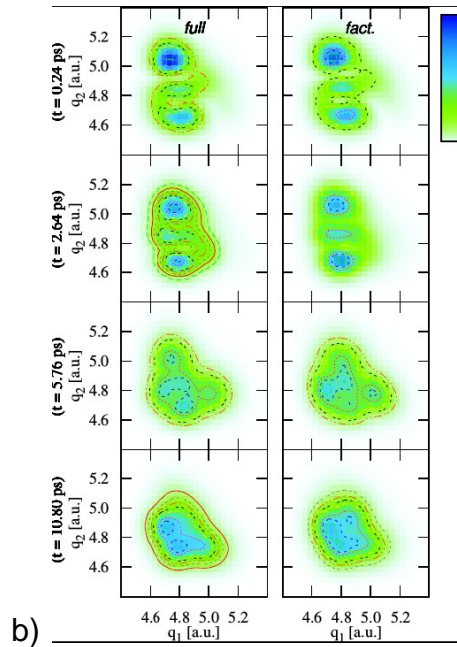 full fact.
(t = 0.24 ps)
q2 [a.u.]
5.2
5.0
4.8
4.6
(t = 2.64 ps)
q2 [a.u.]
5.2
5.0
4.8
4.6
(t = 5.76 ps)
q2 [a.u.]
5.2
5.0
4.8
4.6
(t = 10.80 ps)
q2 [a.u.]
5.2
5.0
4.8
4.6
4.6 4.8 5.0 5.2 4.6 4.8 5.0 5.2
q1 [a.u.] q1 [a.u.]
b)